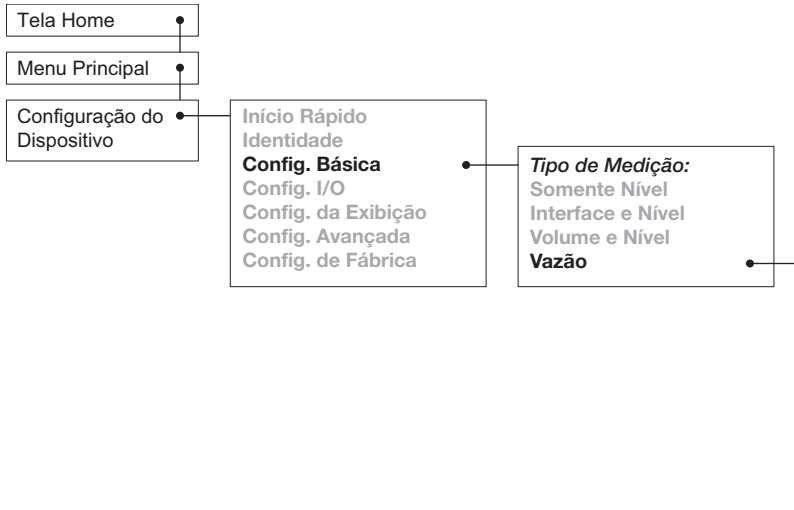 Tela Home
Menu Principal
Configuração do
Dispositivo
Início Rápido
Identidade
Config. Básica
Config. I/O
Config. da Exibição
Config. Avançada
Config. de Fábrica
Tipo de Medição:
Somente Nível
Interface e Nível
Volume e Nível
Vazão